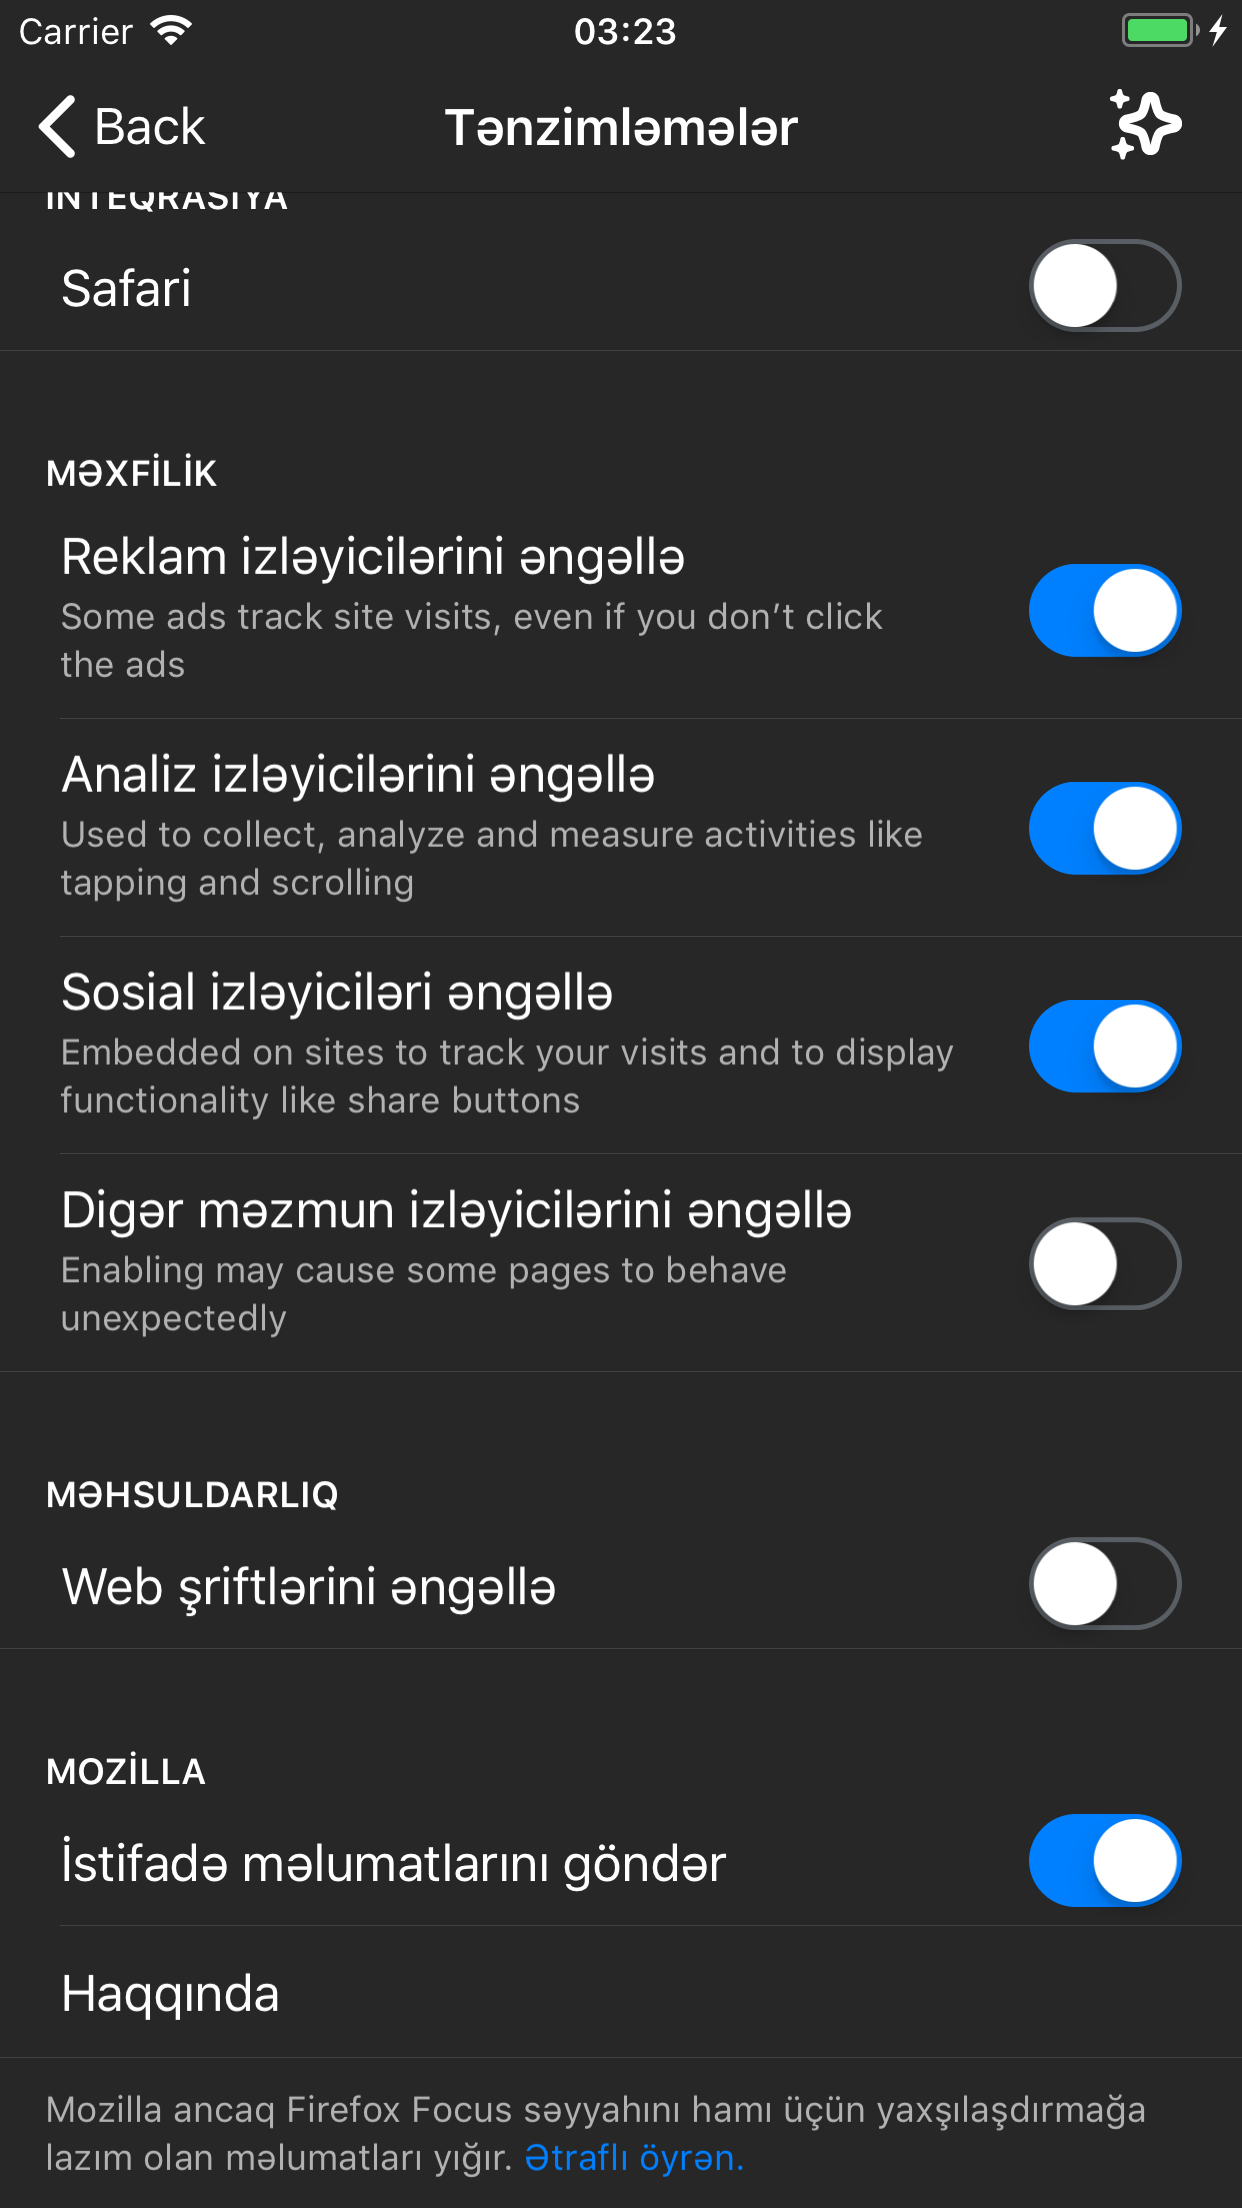 Carrier
03:23
Back
Tənzimləmələr
İNTEQRASİYA
Safari
MƏXFİLİK
Reklam izləyicilərini əngəllə
Some ads track site visits, even if you don’t click
the ads
Analiz izləyicilərini əngəllə
Used to collect, analyze and measure activities like
tapping and scrolling
Sosial izləyiciləri əngəllə
Embedded on sites to track your visits and to display
functionality like share buttons
Digər məzmun izləyicilərini əngəllə
Enabling may cause some pages to behave
unexpectedly
MƏHSULDARLIQ
Web şriftlərini əngəllə
MOZİLLA
İstifadə məlumatlarını göndər
Haqqında
Mozilla ancaq Firefox Focus səyyahını hamı üçün yaxşılaşdırmağa
lazım olan məlumatları yığır. Ətraflı öyrən.